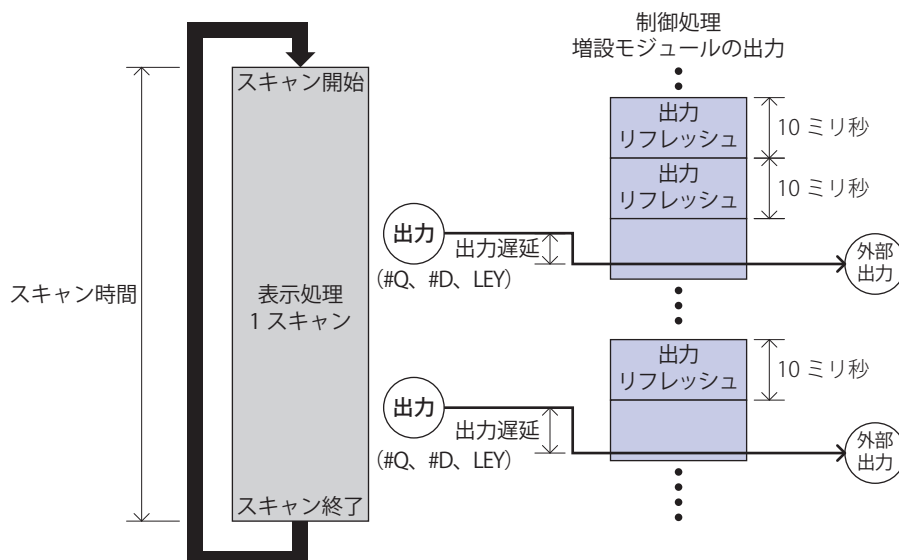 制御処理
増設モジュールの出力
スキャン開始
出力
リフレッシュ
10 ミリ秒
出力
リフレッシュ
10 ミリ秒
出力
出力遅延
(#Q、#D、LEY)
外部
出力
スキャン時間
表示処理
1 スキャン
出力
リフレッシュ
10 ミリ秒
出力
出力遅延
(#Q、#D、LEY)
外部
出力
スキャン終了